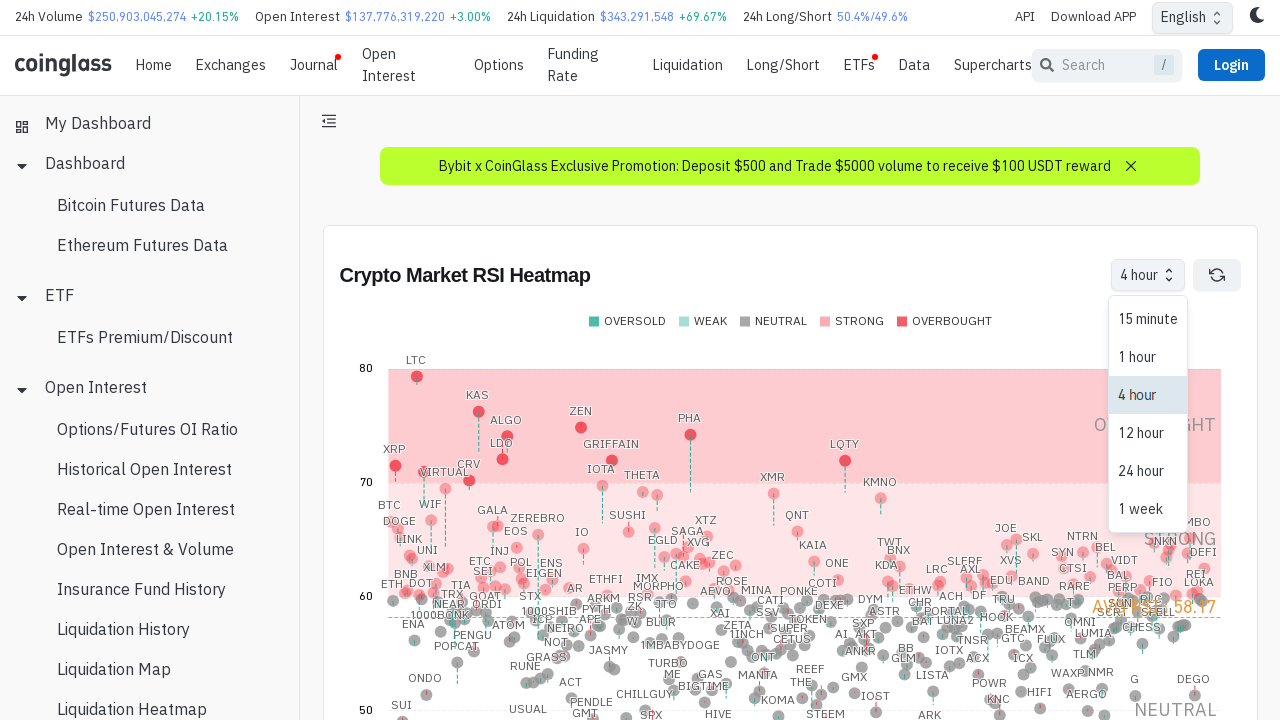 24h Volume $250,903,045,274 +20.15% Open Interest $137,776,319,220 +3.00% 24h Liquidation $343,291,548 +69.67% 24h Long/Short 50.4%/49.6% API Download APP English
coinglass Home Exchanges Journal Open Interest Options Funding Rate Liquidation Long/Short ETFs Data Supercharts Search / Login
My Dashboard
Dashboard
Bitcoin Futures Data
Ethereum Futures Data
ETF
ETFs Premium/Discount
Open Interest
Options/Futures OI Ratio
Historical Open Interest
Real-time Open Interest
Open Interest & Volume
Insurance Fund History
Liquidation History
Liquidation Map
Liquidation Heatmap
Bybit x CoinGlass Exclusive Promotion: Deposit $500 and Trade $5000 volume to receive $100 USDT reward
Crypto Market RSI Heatmap
4 hour
15 minute
1 hour
4 hour
12 hour
24 hour
1 week
OVERSOLD WEAK NEUTRAL STRONG OVERBOUGHT
80
LTC
KAS
ALGO
ZEN
PHA
XRP
LDO
GRIFFAIN
LQTY
CRV
VIRTUAL
IOTA
THETA
XMR
KMNO
70
BTC
WIF
GALA
ZEREBRO
SUSHI
XTZ
QNT
DOGE
EOS
IO
SAGA
JOE
LINK
EGLD
XVG
KAIA
TWT
SKL
NTRN
STRONG
UNI
INJ
ZEC
BNX
SYN
BEL
DEFI
XLM
ETC
POL
ENS
CAKE
ONE
KDA
SLERF
XVS
VIDT
BNB
SEI
EIGEN
IMX
LRC
AXL
CTSI
ETH
DOT
TIA
AR
ETHFI
MORPHO
ROSE
COTI
EDU
BAND
RARE
PERP
FIO
LOKA
60
TRX
GOAT
STX
ARKM
RSR
AEVO
MINA
PONKE
ETHW
ACH
DF
NEAR
ORDI
1000SHIB
PYTH
ZK
JTO
XAI
CATI
DEXE
DYM
CHR
TRU
SUN
ENA
ATOM
NEIRO
APE
W
BLUR
ZETA
SSV
TOKEN
ASTR
PORTAL
HOOK
OMNI
PENGU
NOT
1INCH
SUPER
SXP
BAT
LUNA2
BEAMX
LUMIA
POPCAT
GRASS
JASMY
1MBABYDOGE
CETUS
AI
AKT
TNSR
GTC
FLUX
ONDO
RUNE
TURBO
ONT
ANKR
BB
IOTX
ICX
TLM
ACT
ME
GAS
MANTA
REEF
GMX
GLM
LISTA
ACX
WAXP
NMR
SUI
PENDLE
CHILLGUY
BIGTIME
KOMA
THE
IOST
POWR
HIFI
AERGO
G
DEGO
USUAL
GMT
SPX
HIVE
STEEM
ARK
KNC
50
NEUTRAL